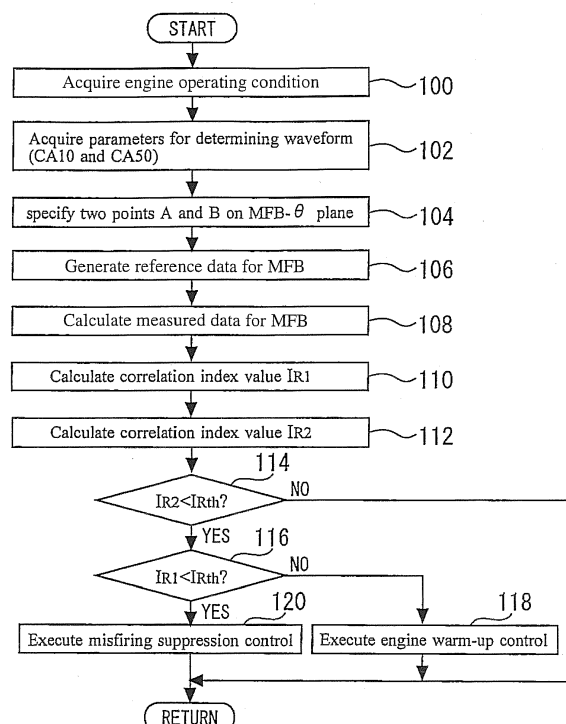 START
Acquire engine operating condition
100
Acquire parameters for determining waveform
(CA10 and CA50)
102
specify two points A and B on MFB-θ plane
104
Generate reference data for MFB
106
Calculate measured data for MFB
108
Calculate correlation index value IR1
110
Calculate correlation index value IR2
112
114
IR2<IRth?
NO
YES
116
IR1<IRth?
NO
YES
120
118
Execute misfiring suppression control
Execute engine warm-up control
RETURN